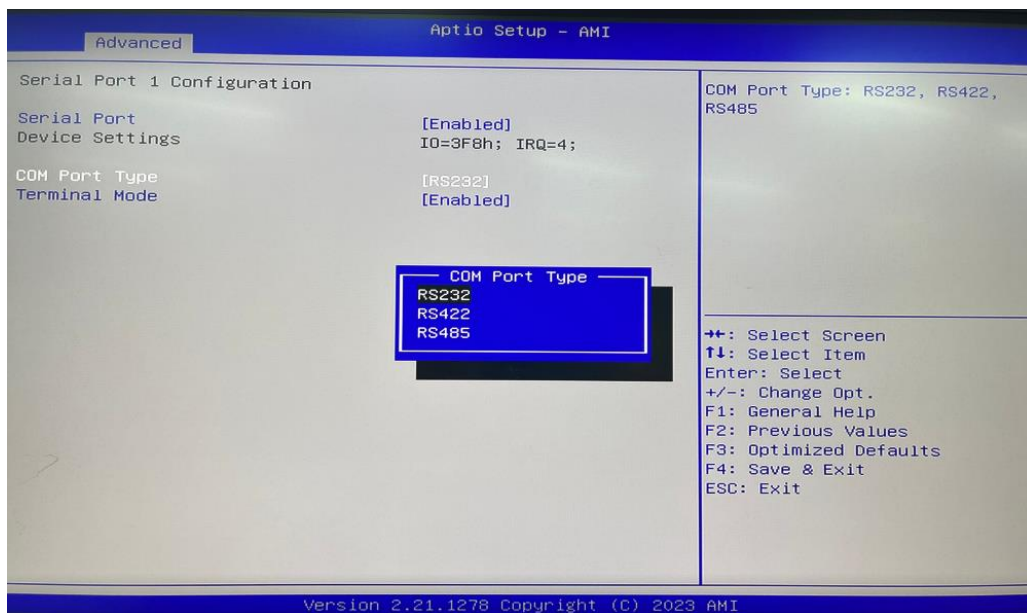 Aptio Setup – AMI
Advanced
Serial Port 1 Configuration
Serial Port [Enabled]
Device Settings IO=3F8h; IRQ=4;
COM Port Type [RS232]
Terminal Mode [Enabled]
COM Port Type
RS232
RS422
RS485
COM Port Type: RS232, RS422,
RS485
→←: Select Screen
↑↓: Select Item
Enter: Select
+/-: Change Opt.
F1: General Help
F2: Previous Values
F3: Optimized Defaults
F4: Save & Exit
ESC: Exit
Version 2.21.1278 Copyright (C) 2023 AMI